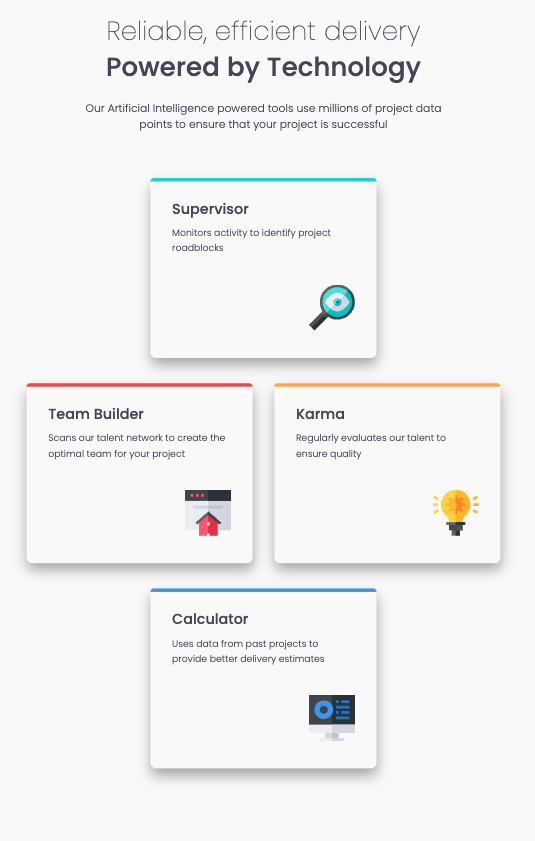 Reliable, efficient delivery
Powered by Technology
Our Artificial Intelligence powered tools use millions of project data
points to ensure that your project is successful
Supervisor
Monitors activity to identify project
roadblocks
Team Builder
Scans our talent network to create the
optimal team for your project
Karma
Regularly evaluates our talent to
ensure quality
Calculator
Uses data from past projects to
provide better delivery estimates